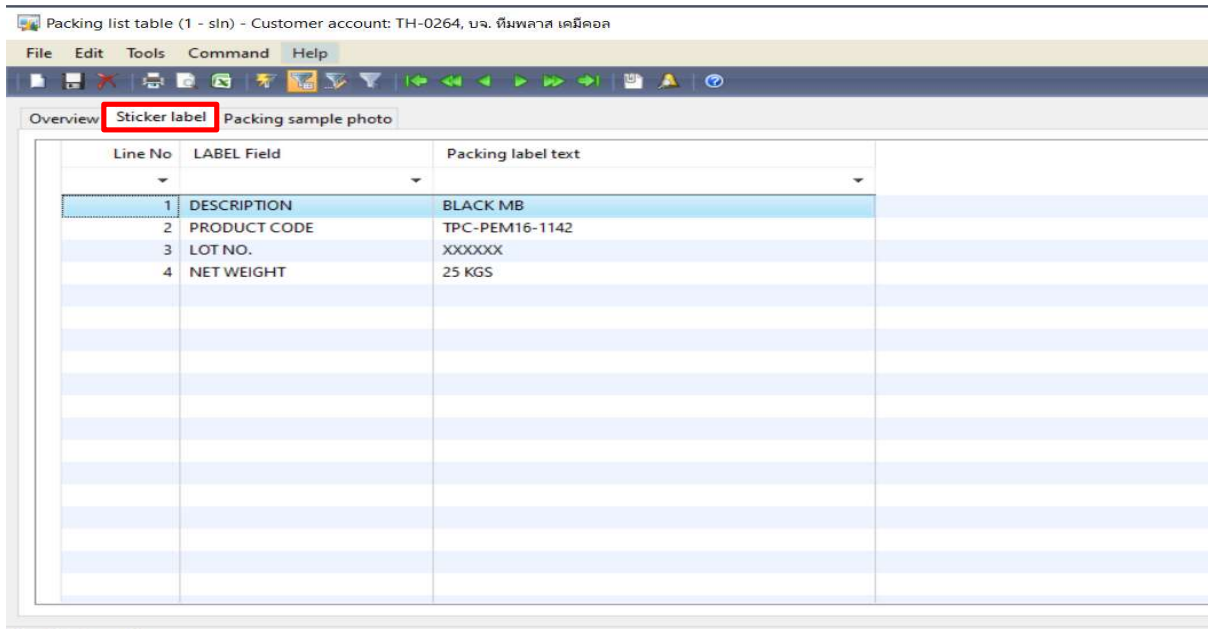 Packing list table (1 - sln) - Customer account: TH-0264, บจ. ทีมพลาส เคมีคอล
File Edit Tools Command Help
Overview Sticker label Packing sample photo
Line No LABEL Field Packing label text
1 DESCRIPTION BLACK MB
2 PRODUCT CODE TPC-PEM16-1142
3 LOT NO. XXXXXX
4 NET WEIGHT 25 KGS